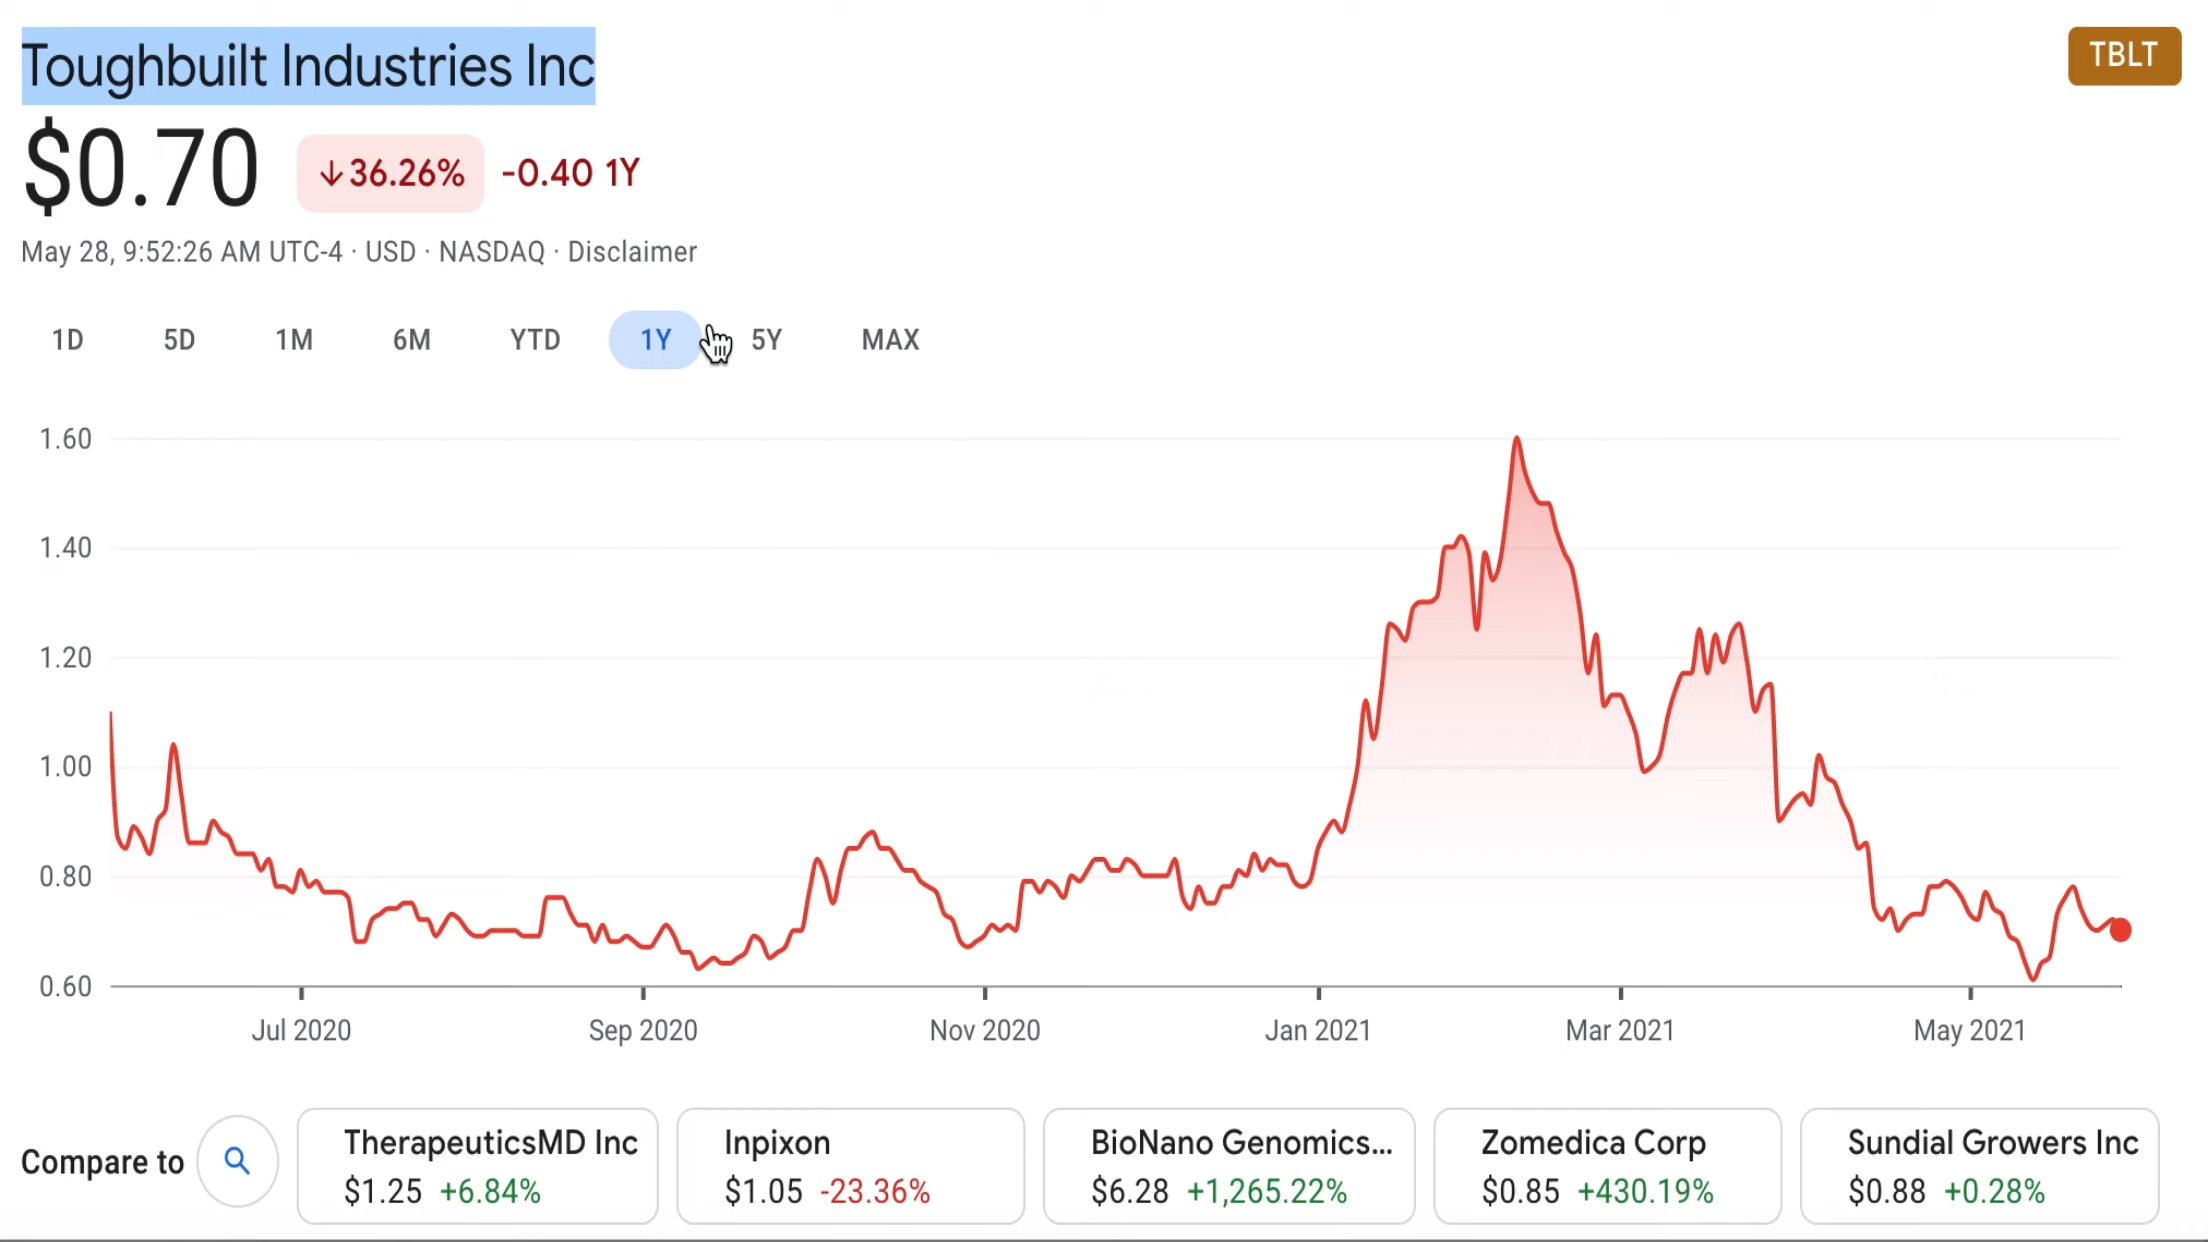 Toughbuilt Industries Inc
TBLT
$0.70 ↓36.26% -0.40 1Y
May 28, 9:52:26 AM UTC-4 · USD · NASDAQ · Disclaimer
1D 5D 1M 6M YTD 1Y 5Y MAX
1.60
1.40
1.20
1.00
0.80
0.60
Jul 2020 Sep 2020 Nov 2020 Jan 2021 Mar 2021 May 2021
Compare to
TherapeuticsMD Inc
$1.25 +6.84%
Inpixon
$1.05 -23.36%
BioNano Genomics...
$6.28 +1,265.22%
Zomedica Corp
$0.85 +430.19%
Sundial Growers Inc
$0.88 +0.28%